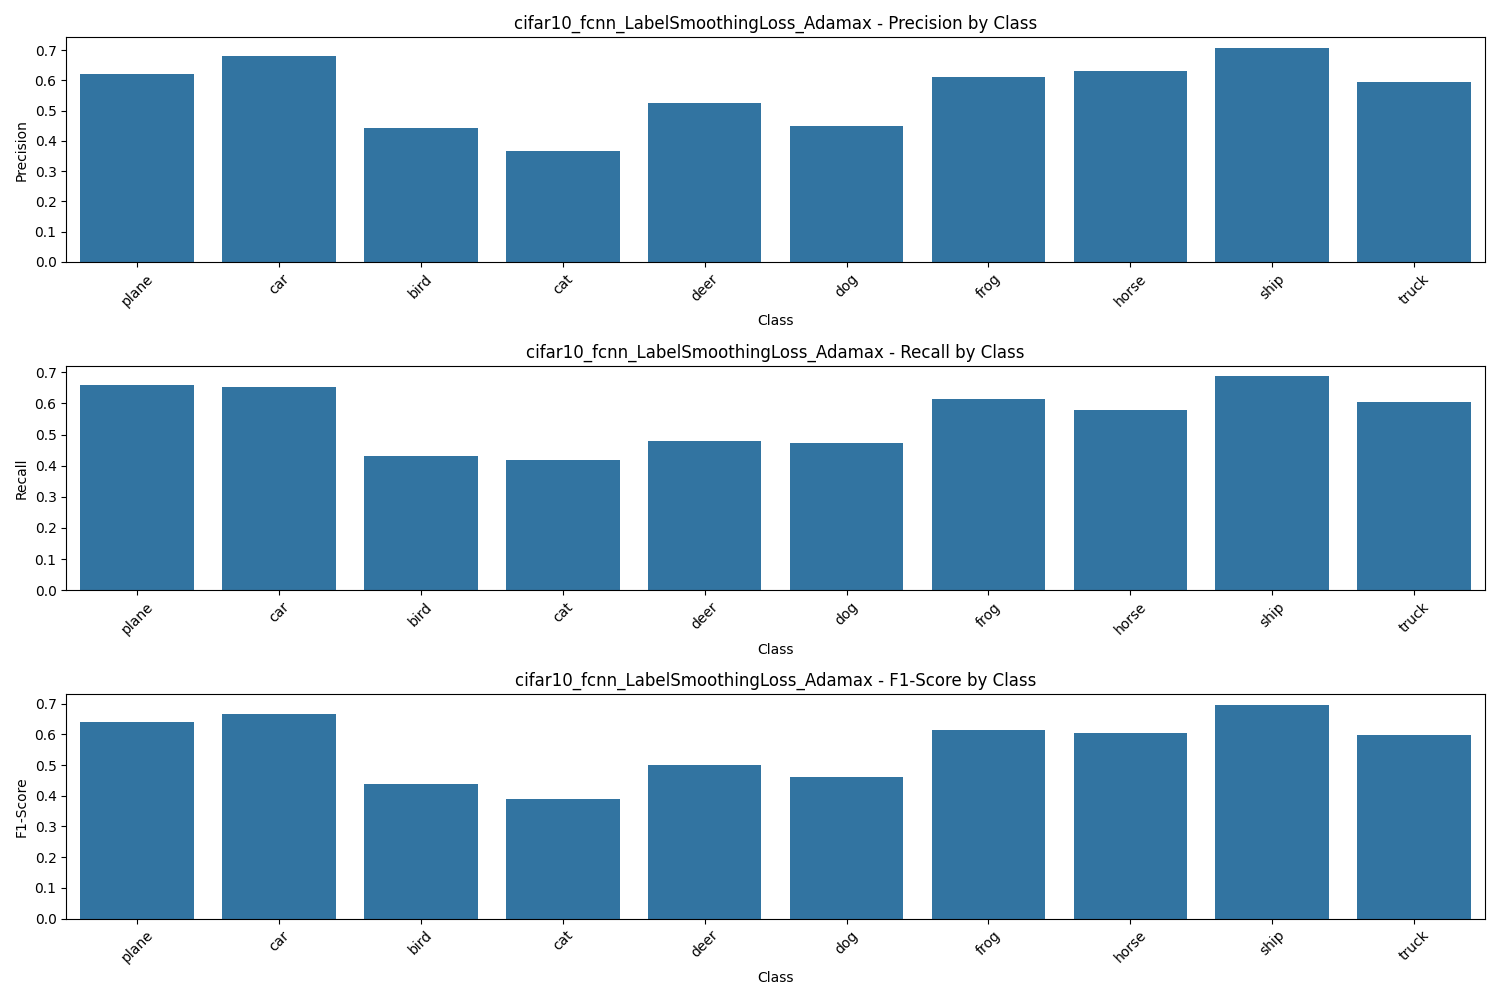 cifar10_fcnn_LabelSmoothingLoss_Adamax - Precision by Class
0.7
0.6
0.5
0.4
0.3
0.2
0.1
0.0
Precision
plane car bird cat deer dog frog horse ship truck
Class
cifar10_fcnn_LabelSmoothingLoss_Adamax - Recall by Class
0.7
0.6
0.5
0.4
0.3
0.2
0.1
0.0
Recall
plane car bird cat deer dog frog horse ship truck
Class
cifar10_fcnn_LabelSmoothingLoss_Adamax - F1-Score by Class
0.7
0.6
0.5
0.4
0.3
0.2
0.1
0.0
F1-Score
plane car bird cat deer dog frog horse ship truck
Class